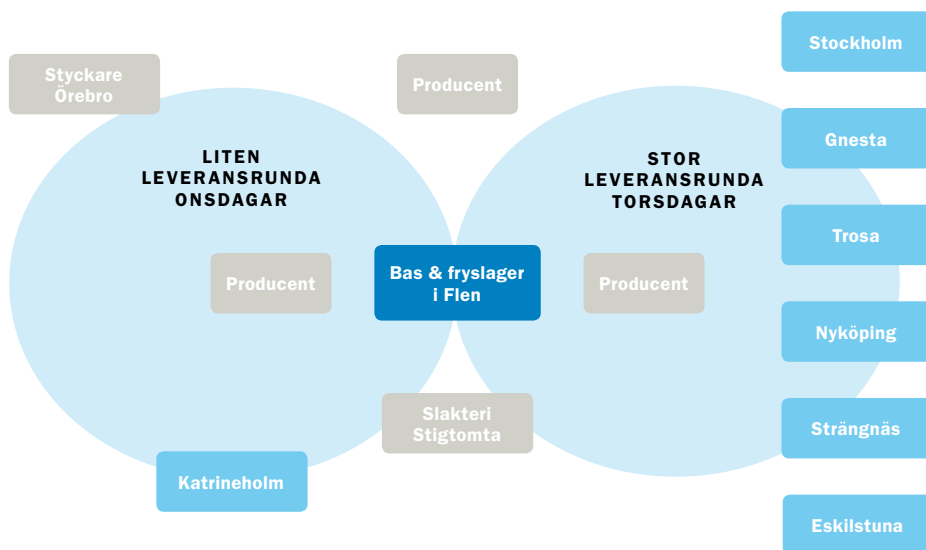 Stockholm
Styckare
Örebro
Producent
Gnesta
LITEN
LEVERANSRUNDA
ONSDAGAR
STOR
LEVERANSRUNDA
TORSDAGAR
Trosa
Producent
Bas & fryslager
i Flen
Producent
Nyköping
Slakteri
Stigtomta
Strängnäs
Katrineholm
Eskilstuna